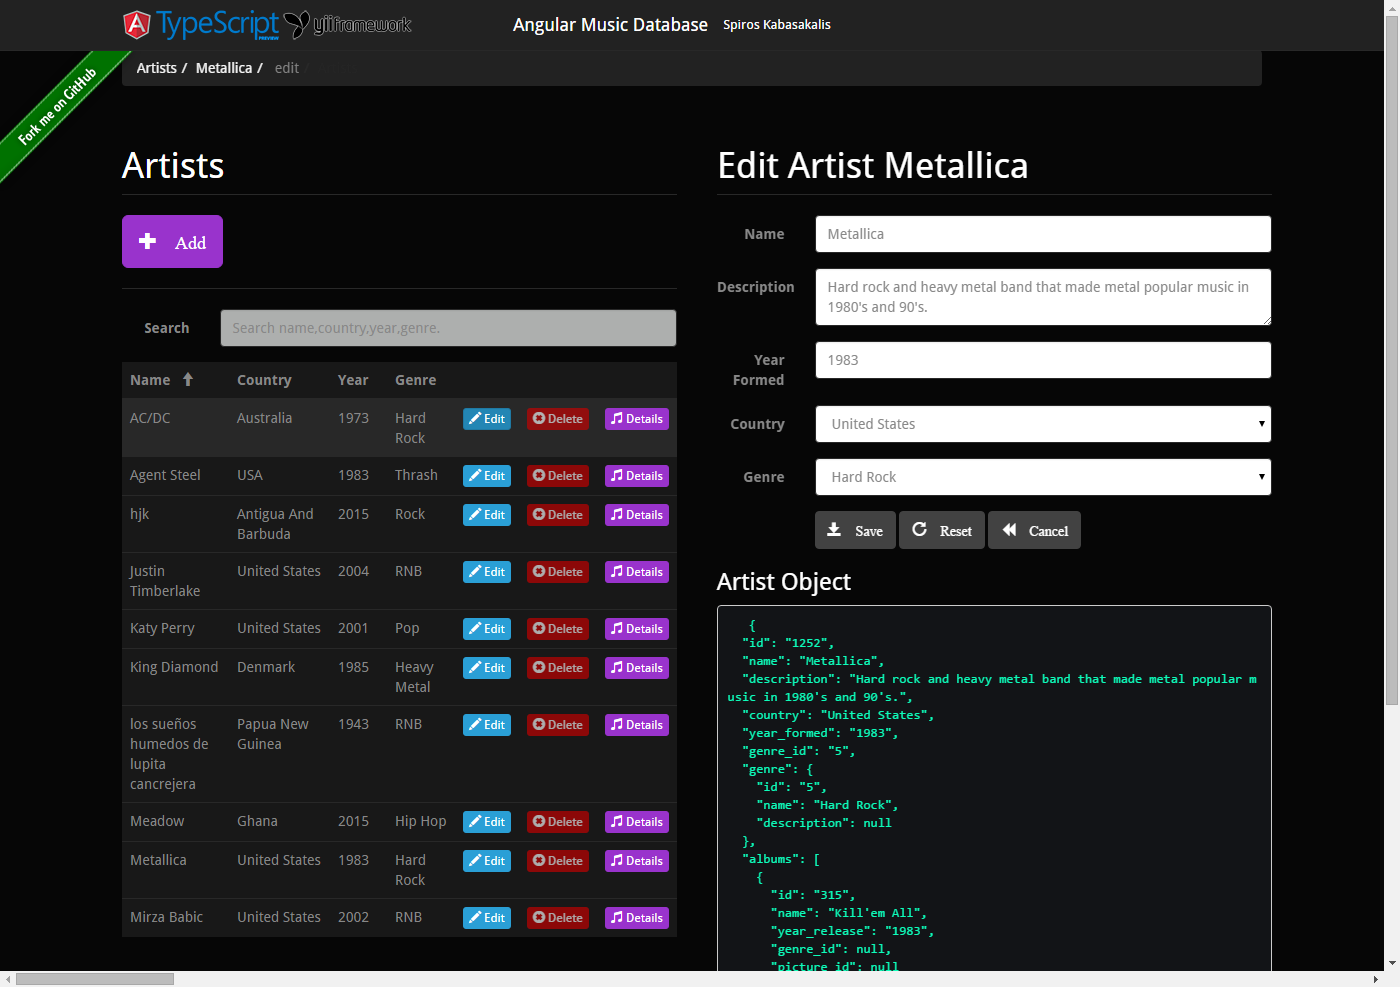 TypeScript
PREVIEW
yiiframework
Angular Music Database
Spiros Kabasakalis
Fork me on GitHub
Artists / Metallica / edit
Artists
Add
Search
Search name,country,year,genre.
Name Country Year Genre
AC/DC Australia 1973 Hard Rock Edit Delete Details
Agent Steel USA 1983 Thrash Edit Delete Details
hjk Antigua And Barbuda 2015 Rock Edit Delete Details
Justin Timberlake United States 2004 RNB Edit Delete Details
Katy Perry United States 2001 Pop Edit Delete Details
King Diamond Denmark 1985 Heavy Metal Edit Delete Details
los sueños humedos de lupita cancrejera Papua New Guinea 1943 RNB Edit Delete Details
Meadow Ghana 2015 Hip Hop Edit Delete Details
Metallica United States 1983 Hard Rock Edit Delete Details
Mirza Babic United States 2002 RNB Edit Delete Details
Edit Artist Metallica
Name Metallica
Description Hard rock and heavy metal band that made metal popular music in
1980's and 90's.
Year Formed 1983
Country United States
Genre Hard Rock
Save Reset Cancel
Artist Object
{
"id": "1252",
"name": "Metallica",
"description": "Hard rock and heavy metal band that made metal popular m
usic in 1980's and 90's.",
"country": "United States",
"year_formed": "1983",
"genre_id": "5",
"genre": {
"id": "5",
"name": "Hard Rock",
"description": null
},
"albums": [
{
"id": "315",
"name": "Kill'em All",
"year_release": "1983",
"genre_id": null,
"picture_id": null